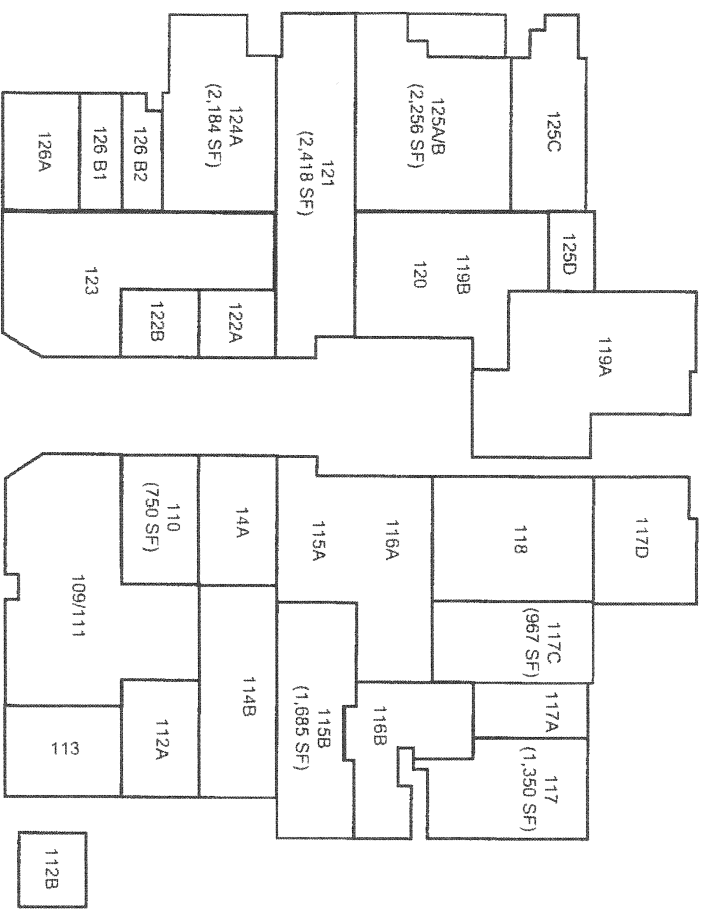 125C
125A/B
(2,256 SF)
121
(2,418 SF)
124A
(2,184 SF)
126 B2
126 B1
126A
125D
119A
119B
120
122A
122B
123
117D
118
116A
115A
14A
110
(750 SF)
109/111
117C
(967 SF)
117A
117
(1,350 SF)
116B
115B
(1,685 SF)
114B
112A
113
112B